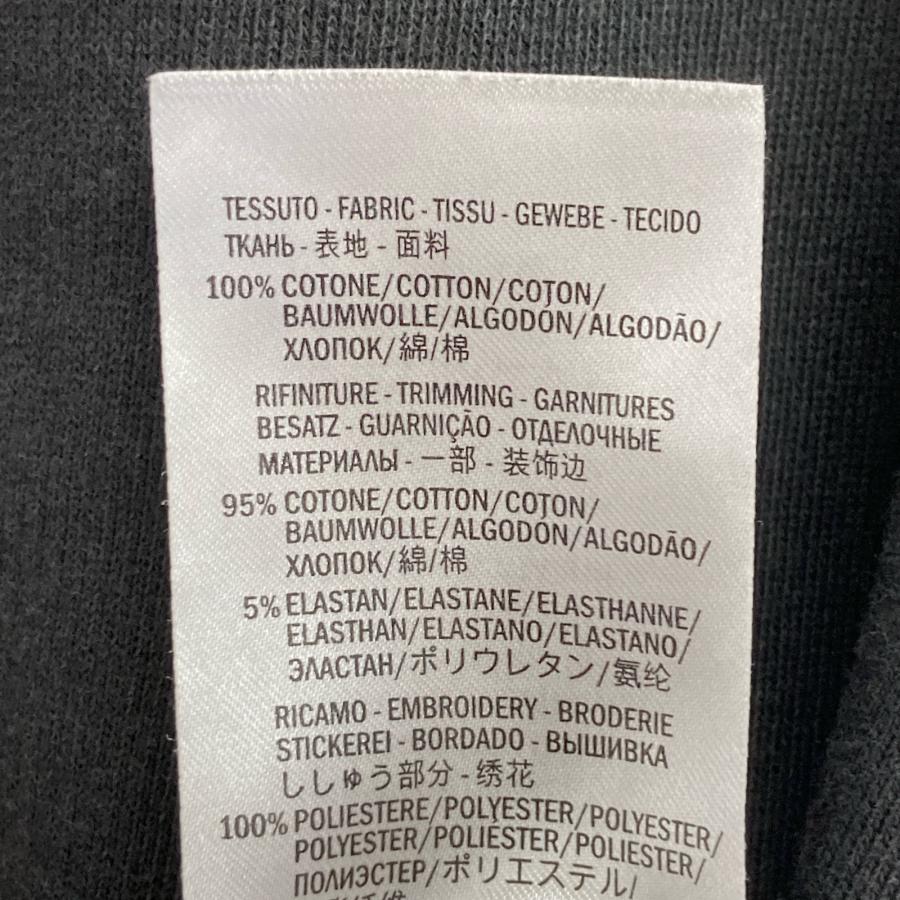 TESSUTO - FABRIC - TISSU - GEWEBE - TECIDO
ТКАНЬ - 表地 - 面料
100% COTONE/COTTON/COTON/
BAUMWOLLE/ALGODÓN/ALGODÃO/
ХЛОПОК/綿/棉
RIFINITURE - TRIMMING - GARNITURES
BESATZ - GUARNIÇÃO - ОТДЕЛОЧНЫЕ
МАТЕРИАЛЫ - 一部 - 装饰边
95% COTONE/COTTON/COTON/
BAUMWOLLE/ALGODÓN/ALGODÃO/
ХЛОПОК/綿/棉
5% ELASTAN/ELASTANE/ELASTHANNE/
ELASTHAN/ELASTANO/ELASTANO/
ЭЛАСТАН/ポリウレタン/氨纶
RICAMO - EMBROIDERY - BRODERIE
STICKEREI - BORDADO - ВЫШИВКА
ししゅう部分 - 绣花
100% POLIESTERE/POLYESTER/POLYESTER/
POLYESTER/POLIÉSTER/POLIÉSTER/
ПОЛИЭСТЕР/ポリエステル/